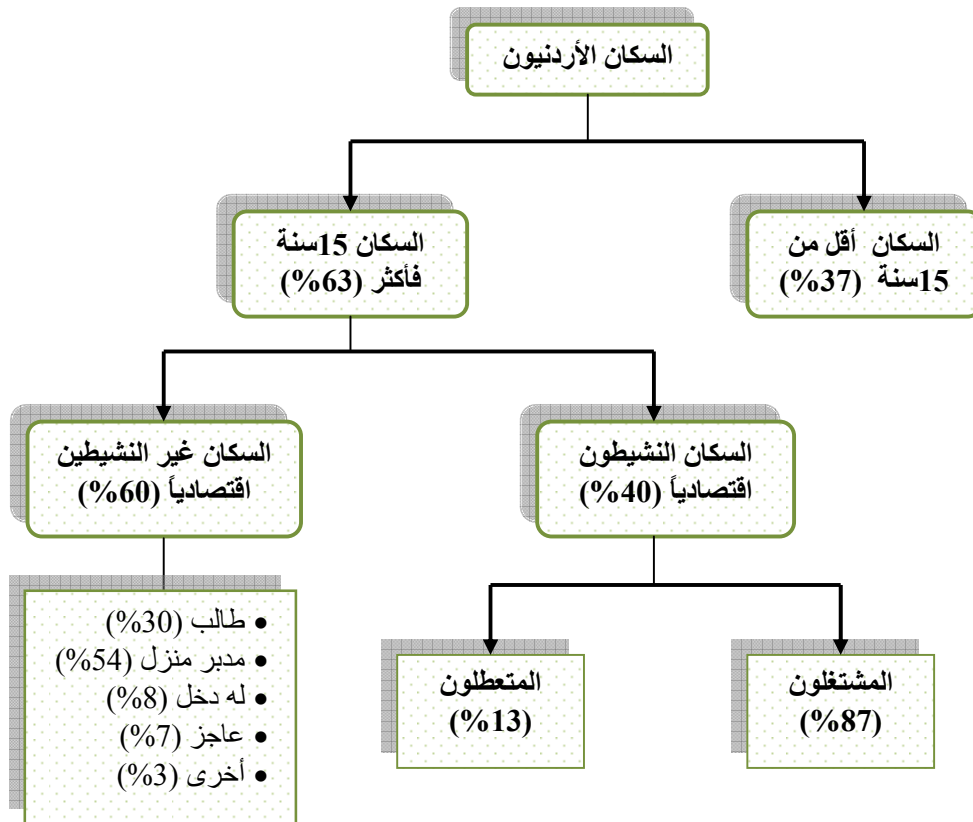 السكان الأردنيون
السكان أقل من
15سنة (37%)
السكان 15سنة
فأكثر (63%)
السكان النشيطون
اقتصادياً (40%)
السكان غير النشيطين
اقتصادياً (60%)
المشتغلون
(87%)
المتعطلون
(13%)
• طالب (30%)
• مدبر منزل (54%)
• له دخل (8%)
• عاجز (7%)
• أخرى (3%)